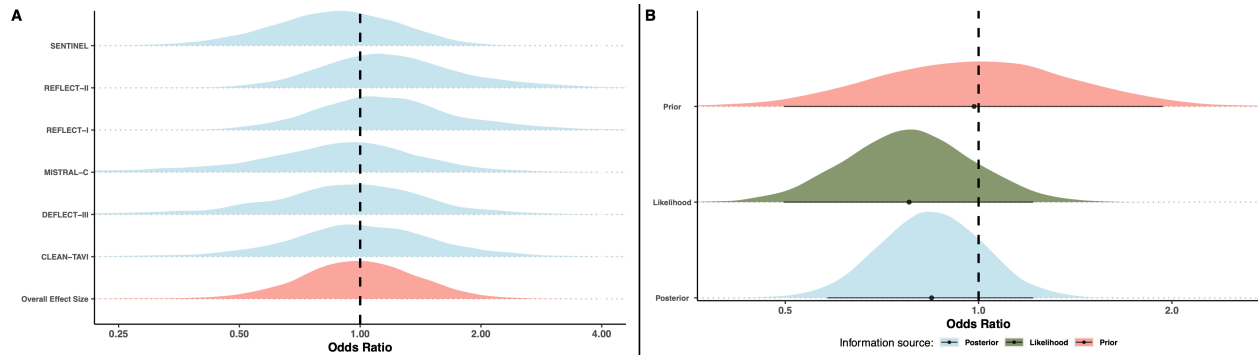 A
SENTINEL
REFLECT-II
REFLECT-I
MISTRAL-C
DEFLECT-III
CLEAN-TAVI
Overall Effect Size
0.25 0.50 1.00 2.00 4.00
Odds Ratio
B
Prior
Likelihood
Posterior
0.5 1.0 2.0
Odds Ratio
Information source: Posterior Likelihood Prior